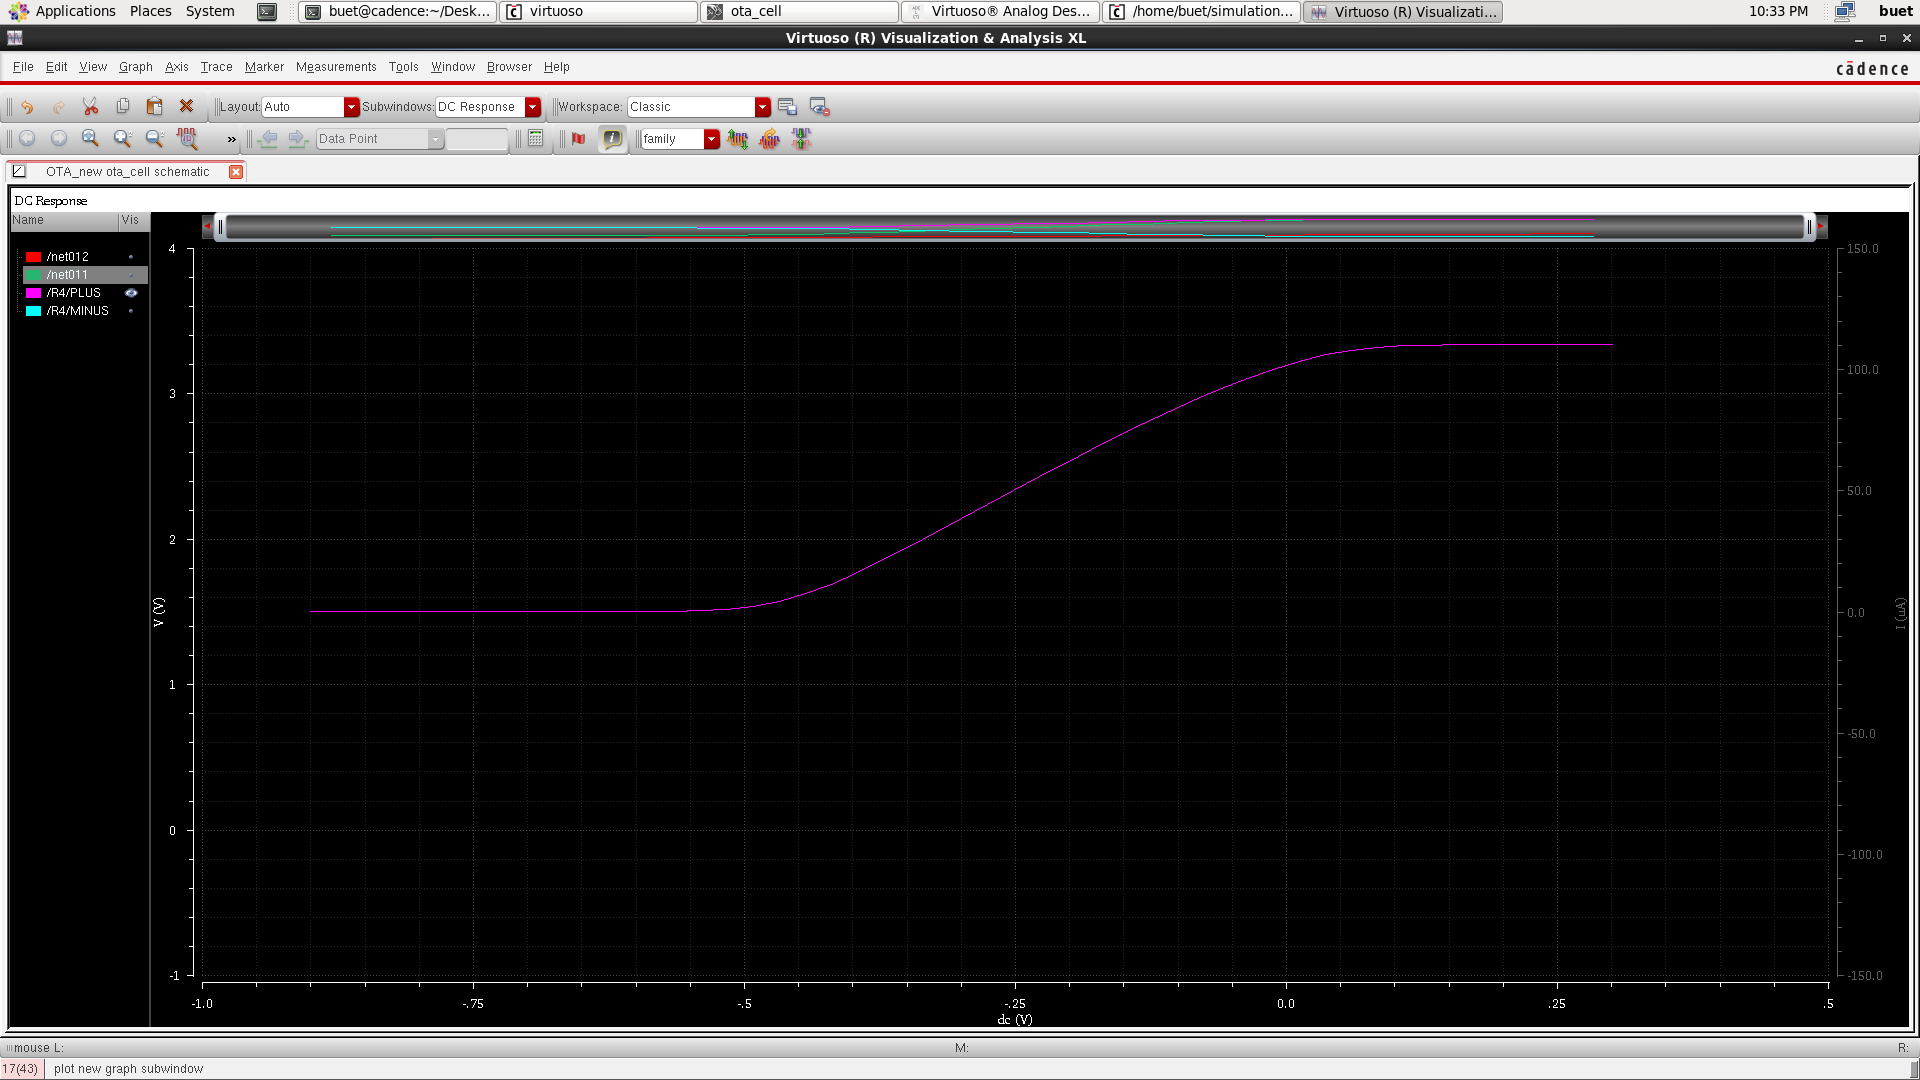 Applications Places System buet@cadence:~/Desk... virtuoso ota_cell Virtuoso® Analog Des... /home/buet/simulation... Virtuoso (R) Visualizati... 10:33 PM buet
Virtuoso (R) Visualization & Analysis XL
File Edit View Graph Axis Trace Marker Measurements Tools Window Browser Help cādence
Layout: Auto Subwindows: DC Response Workspace: Classic
» Data Point family
OTA_new ota_cell schematic
DC Response
Name Vis
/net012
/net011
/R4/PLUS
/R4/MINUS
4
3
2
1
0
-1
V (V)
150.0
100.0
50.0
0.0
-50.0
-100.0
-150.0
I (uA)
-1.0 -.75 -.5 -.25 0.0 .25 .5
dc (V)
mouse L: M: R:
17(43) plot new graph subwindow